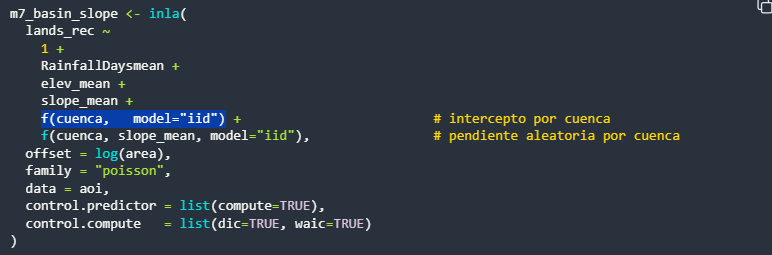 m7_basin_slope <- inla(
  lands_rec ~
    1 +
    RainfallDaysmean +
    elev_mean +
    slope_mean +
    f(cuenca,   model="iid") +                        # intercepto por cuenca
    f(cuenca, slope_mean, model="iid"),               # pendiente aleatoria por cuenca
  offset = log(area),
  family = "poisson",
  data = aoi,
  control.predictor = list(compute=TRUE),
  control.compute   = list(dic=TRUE, waic=TRUE)
)